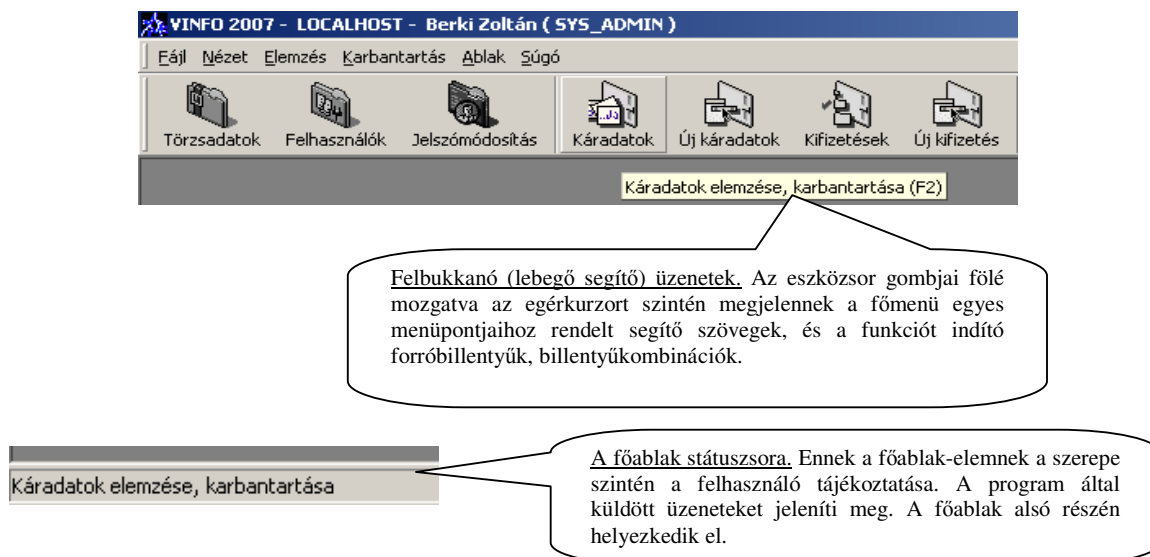 VINFO 2007 - LOCALHOST - Berki Zoltán ( SYS_ADMIN )
Fájl Nézet Elemzés Karbantartás Ablak Súgó
Törzsadatok Felhasználók Jelszómódosítás Káradatok Új káradatok Kifizetések Új kifizetés
Káradatok elemzése, karbantartása (F2)
Felbukkanó (lebegő segítő) üzenetek. Az eszközsor gombjai fölé
mozgatva az egérkurzort szintén megjelennek a főmenü egyes
menüpontjaihoz rendelt segítő szövegek, és a funkciót indító
forróbillentyűk, billentyűkombinációk.
Káradatok elemzése, karbantartása
A főablak státuszsora. Ennek a főablak-elemnek a szerepe
szintén a felhasználó tájékoztatása. A program által
küldött üzeneteket jeleníti meg. A főablak alsó részén
helyezkedik el.